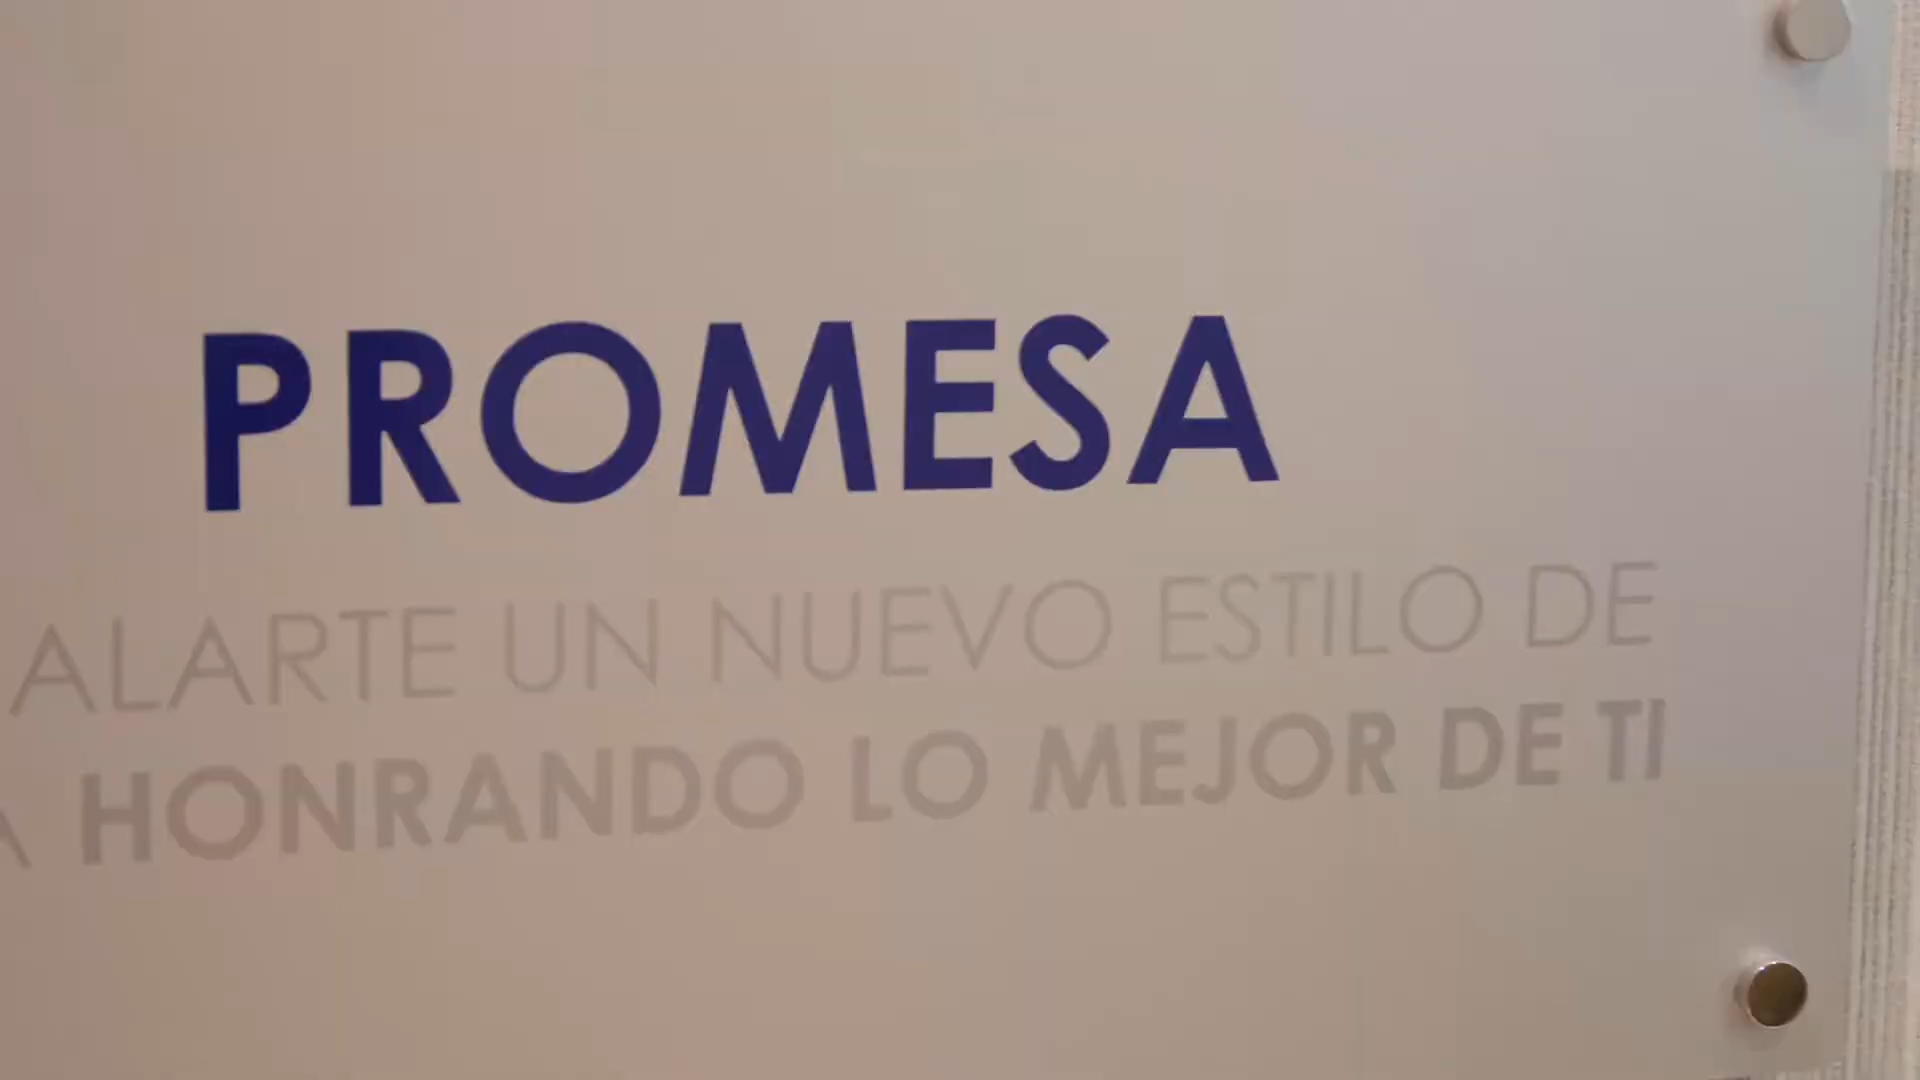 PROMESA
ALARTE UN NUEVO ESTILO DE
A HONRANDO LO MEJOR DE TI